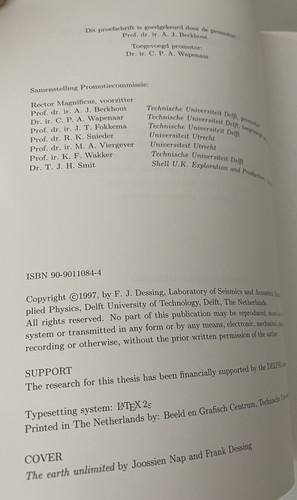 Dit proefschrift is goedgekeurd door de promotor:
Prof. dr. ir. A. J. Berkhout
Toegevoegd promotor:
Dr. ir. C. P. A. Wapenaar
Samenstelling Promotiecommissie:
Rector Magnificus, voorzitter
Prof. dr. ir. A. J. Berkhout Technische Universiteit Delft, promotor
Dr. ir. C. P. A. Wapenaar Technische Universiteit Delft,
Prof. dr. ir. J. T. Fokkema Technische Universiteit Delft
Prof. dr. R. K. Snieder Universiteit Utrecht
Prof. dr. ir. M. A. Viergever Universiteit Utrecht
Prof. ir. K. F. Wakker Technische Universiteit Delft
Dr. T. J. H. Smit Shell U.K. Exploration and Production
ISBN 90-9011084-4
Copyright ©1997, by F. J. Dessing, Laboratory of Seismics and Acoustics,
plied Physics, Delft University of Technology, Delft, The Netherlands.
All rights reserved. No part of this publication may be reproduced,
system or transmitted in any form or by any means, electronic, mechanical
recording or otherwise, without the prior written permission of the author
SUPPORT
The research for this thesis has been financially supported by the DELPHI
Typesetting system: LATEX 2ε
Printed in The Netherlands by: Beeld en Grafisch Centrum, Technische
COVER
The earth unlimited by Joossien Nap and Frank Dessing